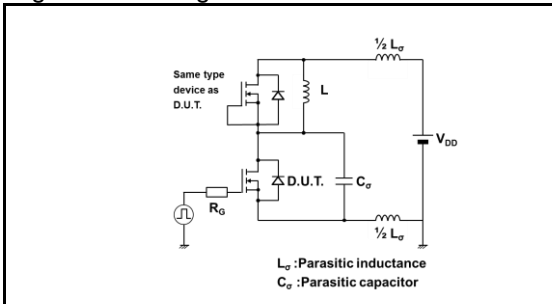 ½ Lσ
Same type
device as
D.U.T.
L
VDD
D.U.T.
Cσ
RG
½ Lσ
Lσ :Parasitic inductance
Cσ :Parasitic capacitor